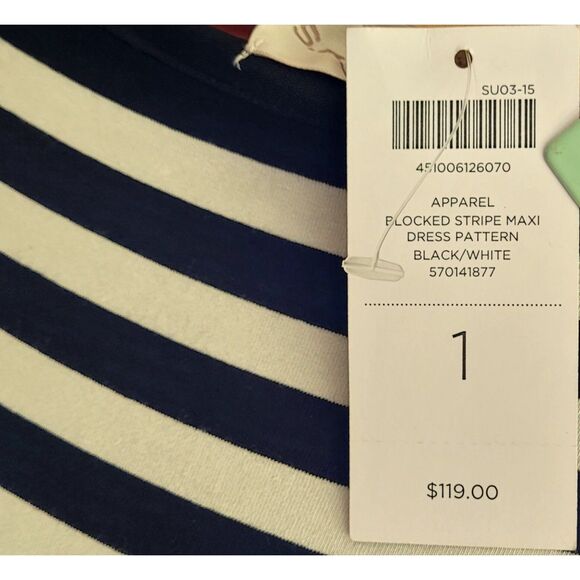 SU03-15
451006126070
APPAREL
BLOCKED STRIPE MAXI
DRESS PATTERN
BLACK/WHITE
570141877
1
$119.00